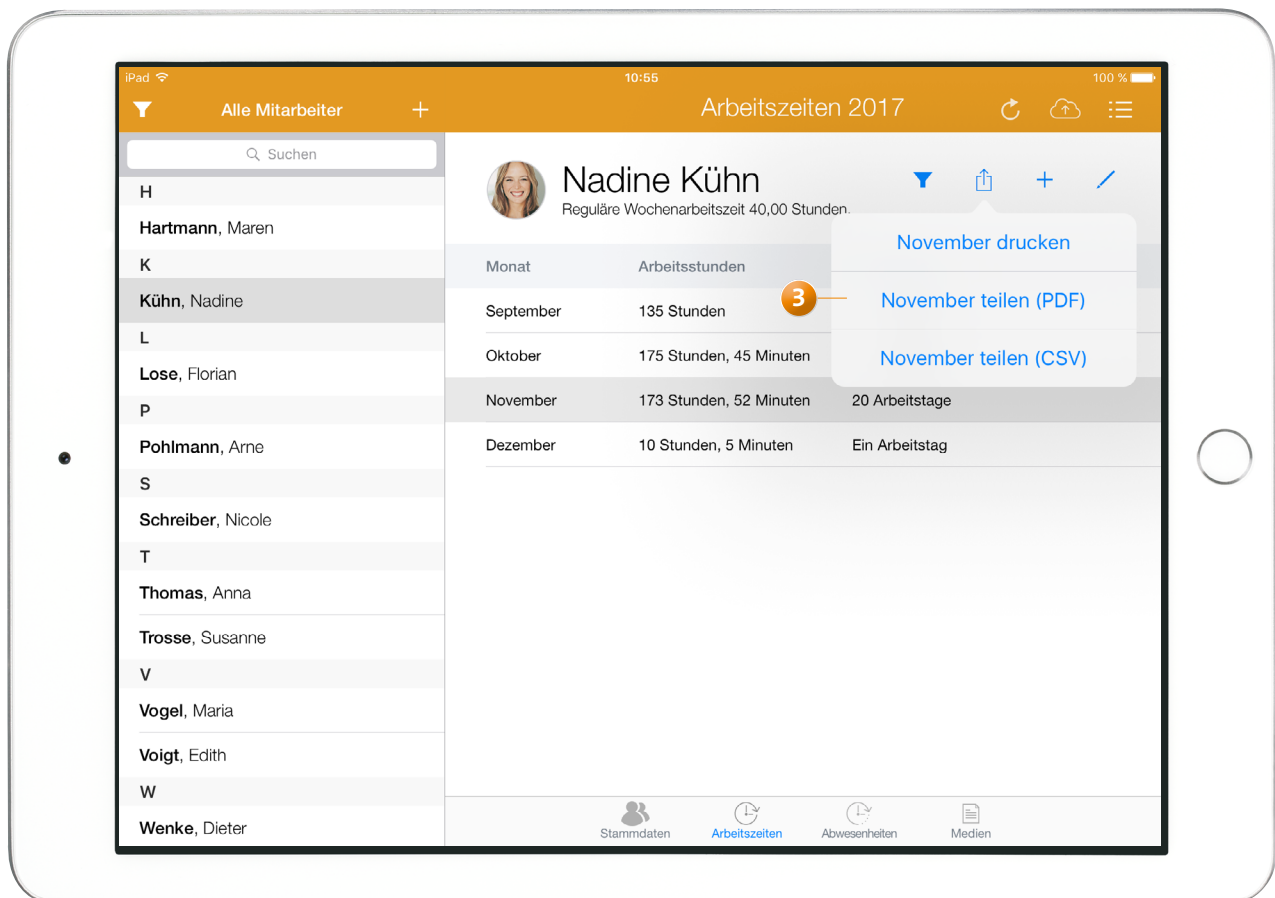 iPad 10:55 100 %
Alle Mitarbeiter
Arbeitszeiten 2017
Suchen
H
Hartmann, Maren
K
Kühn, Nadine
L
Lose, Florian
P
Pohlmann, Arne
S
Schreiber, Nicole
T
Thomas, Anna
Trosse, Susanne
V
Vogel, Maria
Voigt, Edith
W
Wenke, Dieter
Nadine Kühn
Reguläre Wochenarbeitszeit 40,00 Stunden.
November drucken
3
November teilen (PDF)
November teilen (CSV)
Monat Arbeitsstunden
September 135 Stunden
Oktober 175 Stunden, 45 Minuten
November 173 Stunden, 52 Minuten 20 Arbeitstage
Dezember 10 Stunden, 5 Minuten Ein Arbeitstag
Stammdaten Arbeitszeiten Abwesenheiten Medien